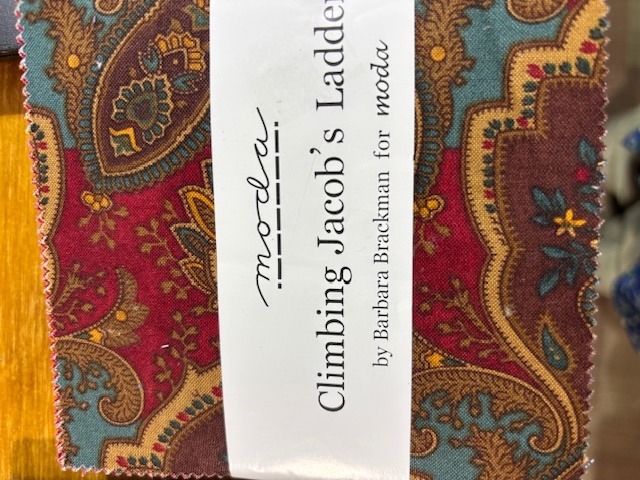 moda
Climbing Jacob's Ladder
by Barbara Brackman for moda